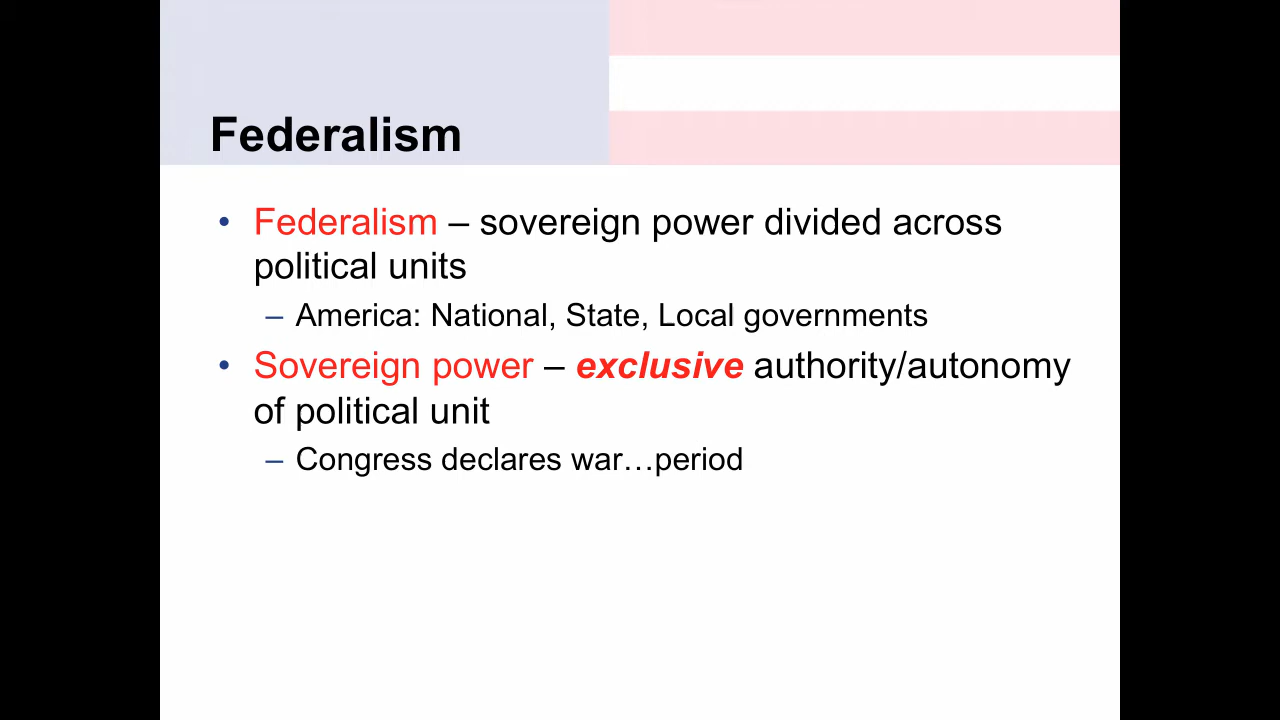 Federalism
• Federalism – sovereign power divided across
political units
– America: National, State, Local governments
• Sovereign power – exclusive authority/autonomy
of political unit
– Congress declares war…period